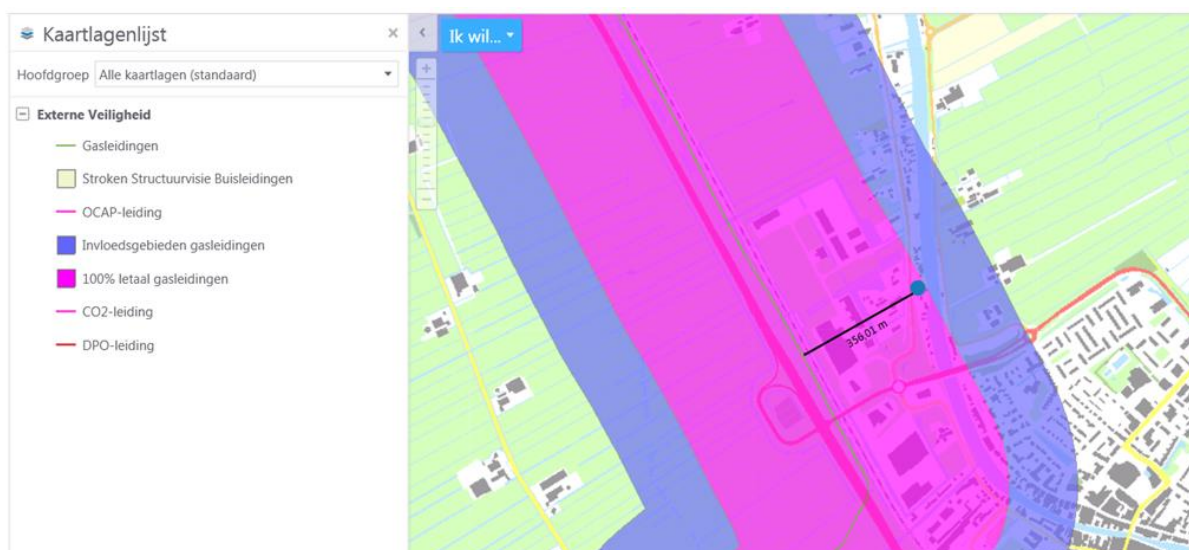 Kaartlagenlijst
Hoofdgroep Alle kaartlagen (standaard)
Externe Veiligheid
Gasleidingen
Stroken Structuurvisie Buisleidingen
OCAP-leiding
Invloedsgebieden gasleidingen
100% letaal gasleidingen
CO2-leiding
DPO-leiding
Ik wil...
356.01 m